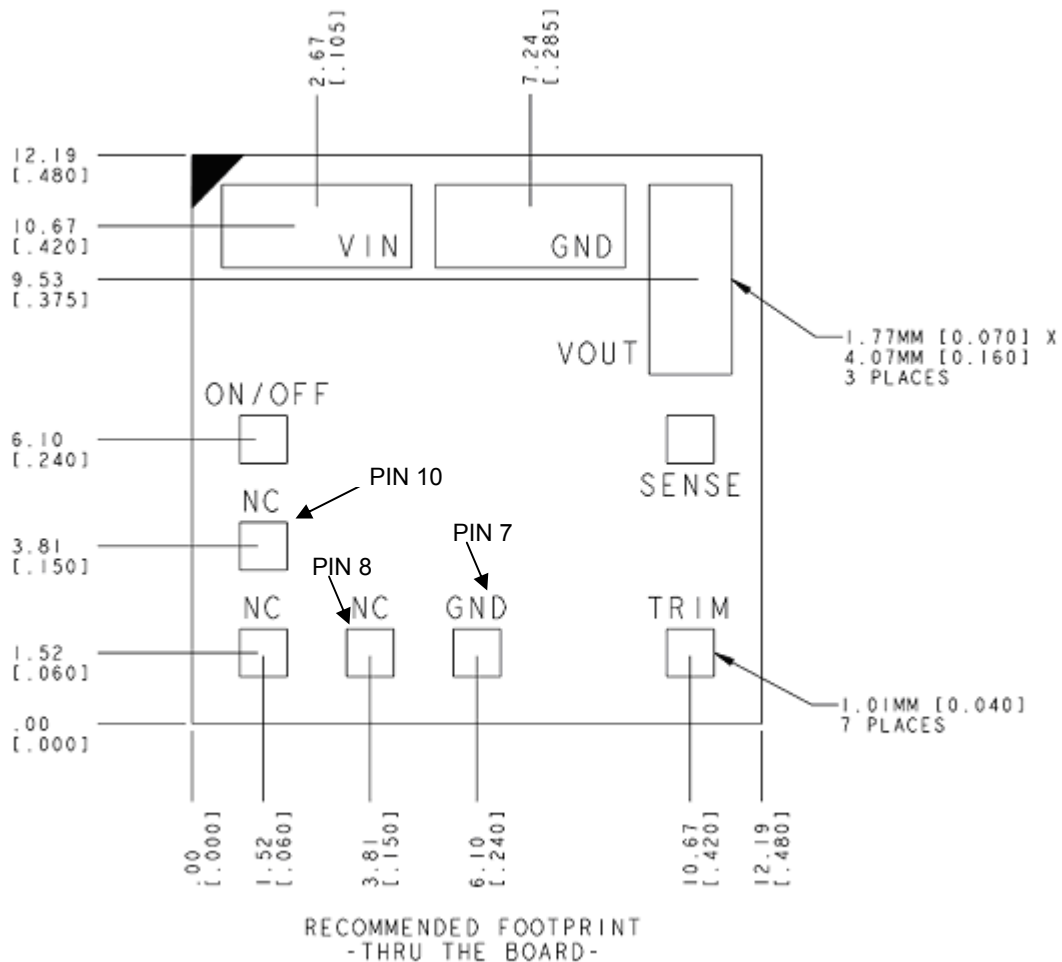 2.67
[.105]
7.24
[.285]
12.19
[.480]
10.67
[.420]
VIN
GND
9.53
[.375]
1.77MM [0.070] X
4.07MM [0.160]
3 PLACES
VOUT
ON/OFF
6.10
[.240]
SENSE
PIN 10
NC
3.81
[.150]
PIN 7
PIN 8
NC
NC
GND
TRIM
1.52
[.060]
1.01MM [0.040]
7 PLACES
.00
[.000]
.00
[.000]
1.52
[.060]
3.81
[.150]
6.10
[.240]
10.67
[.420]
12.19
[.480]
RECOMMENDED FOOTPRINT
-THRU THE BOARD-